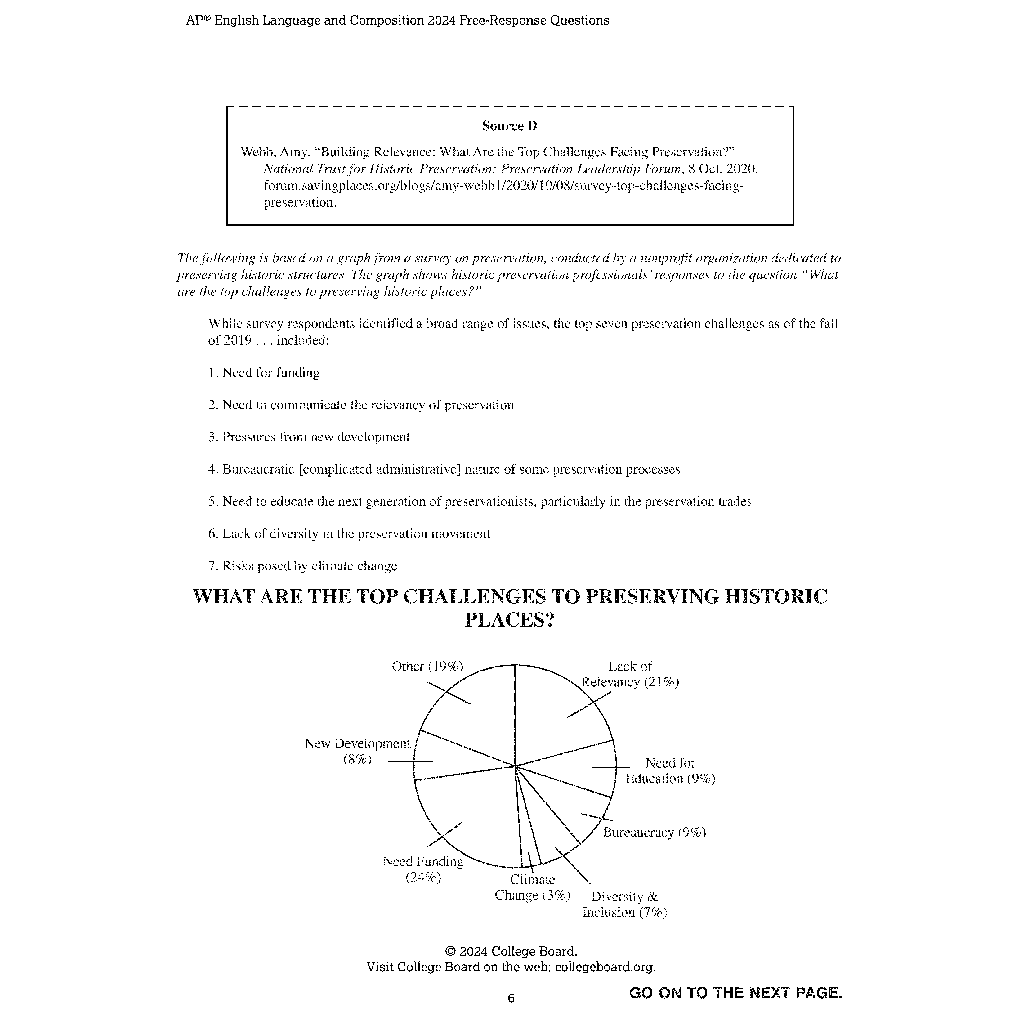 AP® English Language and Composition 2024 Free-Response Questions
Source D
Webb, Amy. “Building Relevance: What Are the Top Challenges Facing Preservation?”
National Trust for Historic Preservation: Preservation Leadership Forum, 8 Oct. 2020,
forum.savingplaces.org/blogs/amy-webb1/2020/10/08/survey-top-challenges-facing-
preservation.
The following is based on a graph from a survey on preservation, conducted by a nonprofit organization dedicated to
preserving historic structures. The graph shows historic preservation professionals’ responses to the question “What
are the top challenges to preserving historic places?”
While survey respondents identified a broad range of issues, the top seven preservation challenges as of the fall
of 2019 . . . included:
1. Need for funding
2. Need to communicate the relevancy of preservation
3. Pressures from new development
4. Bureaucratic [complicated administrative] nature of some preservation processes
5. Need to educate the next generation of preservationists, particularly in the preservation trades
6. Lack of diversity in the preservation movement
7. Risks posed by climate change
WHAT ARE THE TOP CHALLENGES TO PRESERVING HISTORIC
PLACES?
Other (19%)
Lack of
Relevancy (21%)
New Development
(8%)
Need for
Education (9%)
Bureaucracy (9%)
Need Funding
(24%)
Climate
Change (3%)
Diversity &
Inclusion (7%)
© 2024 College Board.
Visit College Board on the web: collegeboard.org.
6
GO ON TO THE NEXT PAGE.